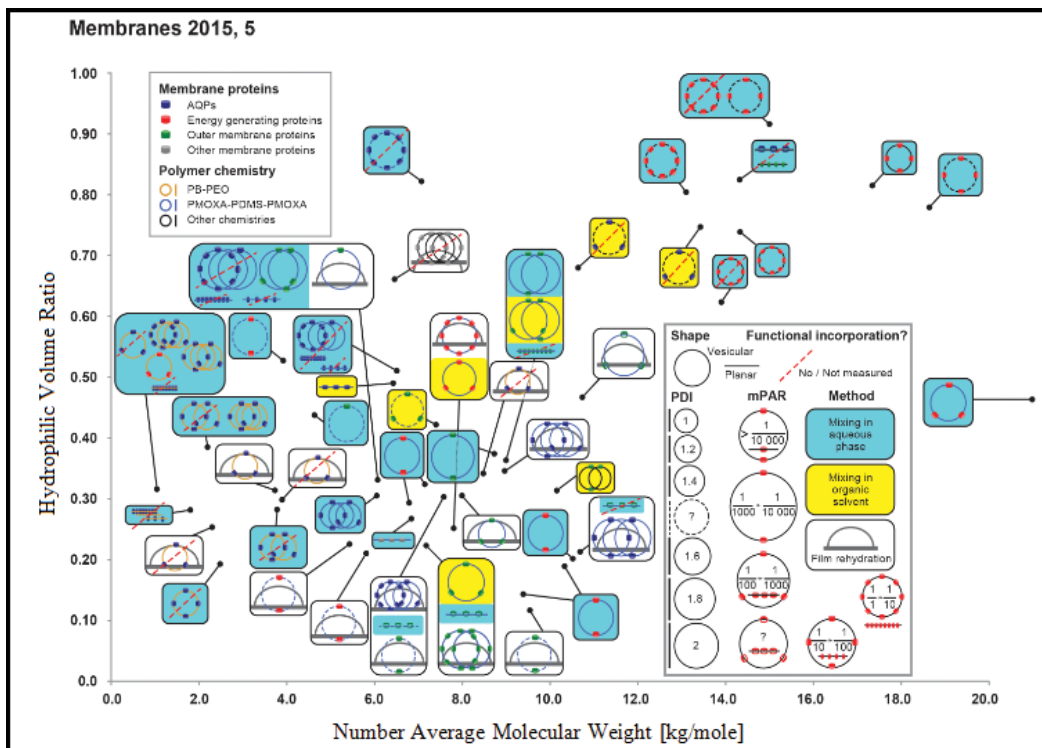 Membranes 2015, 5
Membrane proteins
AQPs
Energy generating proteins
Outer membrane proteins
Other membrane proteins
Polymer chemistry
PB-PEO
PMOXA-PDMS-PMOXA
Other chemistries
Hydrophilic Volume Ratio
1.00
0.90
0.80
0.70
0.60
0.50
0.40
0.30
0.20
0.10
0.0
0.0 2.0 4.0 6.0 8.0 10.0 12.0 14.0 16.0 18.0 20.0
Number Average Molecular Weight [kg/mole]
Shape
Vesicular
Planar
Functional incorporation?
No / Not measured
PDI
1
1.2
1.4
?
1.6
1.8
2
mPAR
> 1/10 000
1/1000 - 1/10 000
1/100 - 1/1000
?
1/10 - 1/100
1/1 - 1/10
Method
Mixing in
aqueous
phase
Mixing in
organic
solvent
Film rehydration